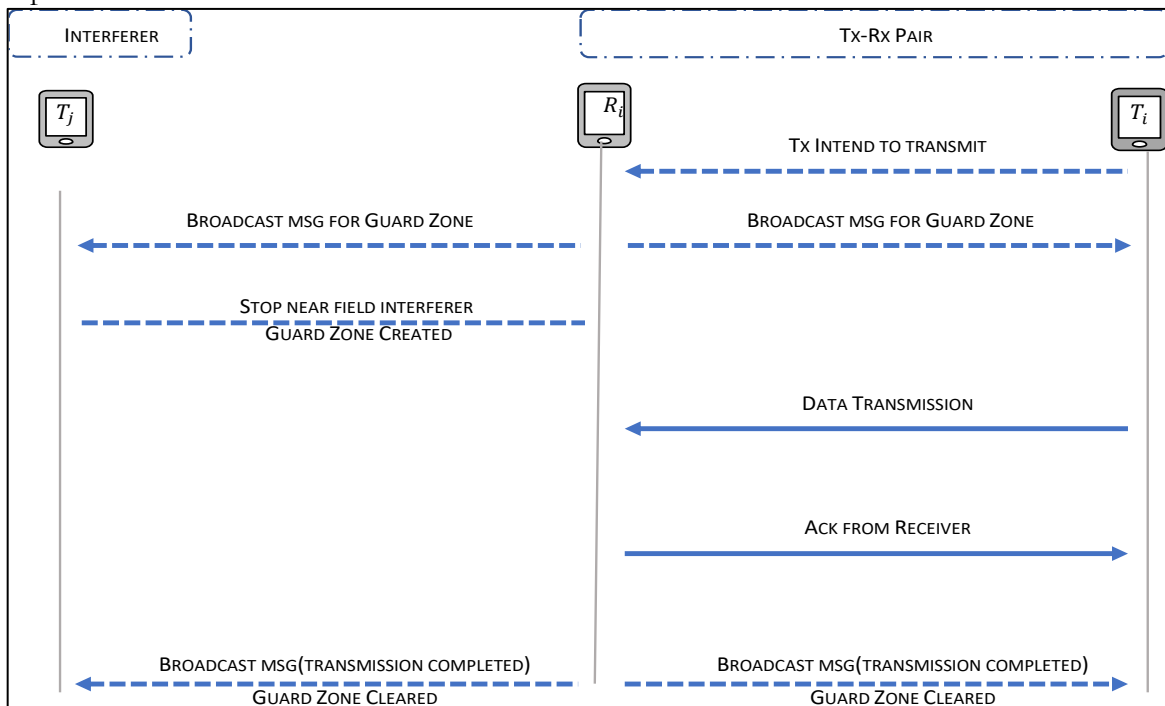 INTERFERER
TX-RX PAIR
T_j
R_i
T_i
TX INTEND TO TRANSMIT
BROADCAST MSG FOR GUARD ZONE
BROADCAST MSG FOR GUARD ZONE
STOP NEAR FIELD INTERFERER
GUARD ZONE CREATED
DATA TRANSMISSION
ACK FROM RECEIVER
BROADCAST MSG(TRANSMISSION COMPLETED)
GUARD ZONE CLEARED
BROADCAST MSG(TRANSMISSION COMPLETED)
GUARD ZONE CLEARED